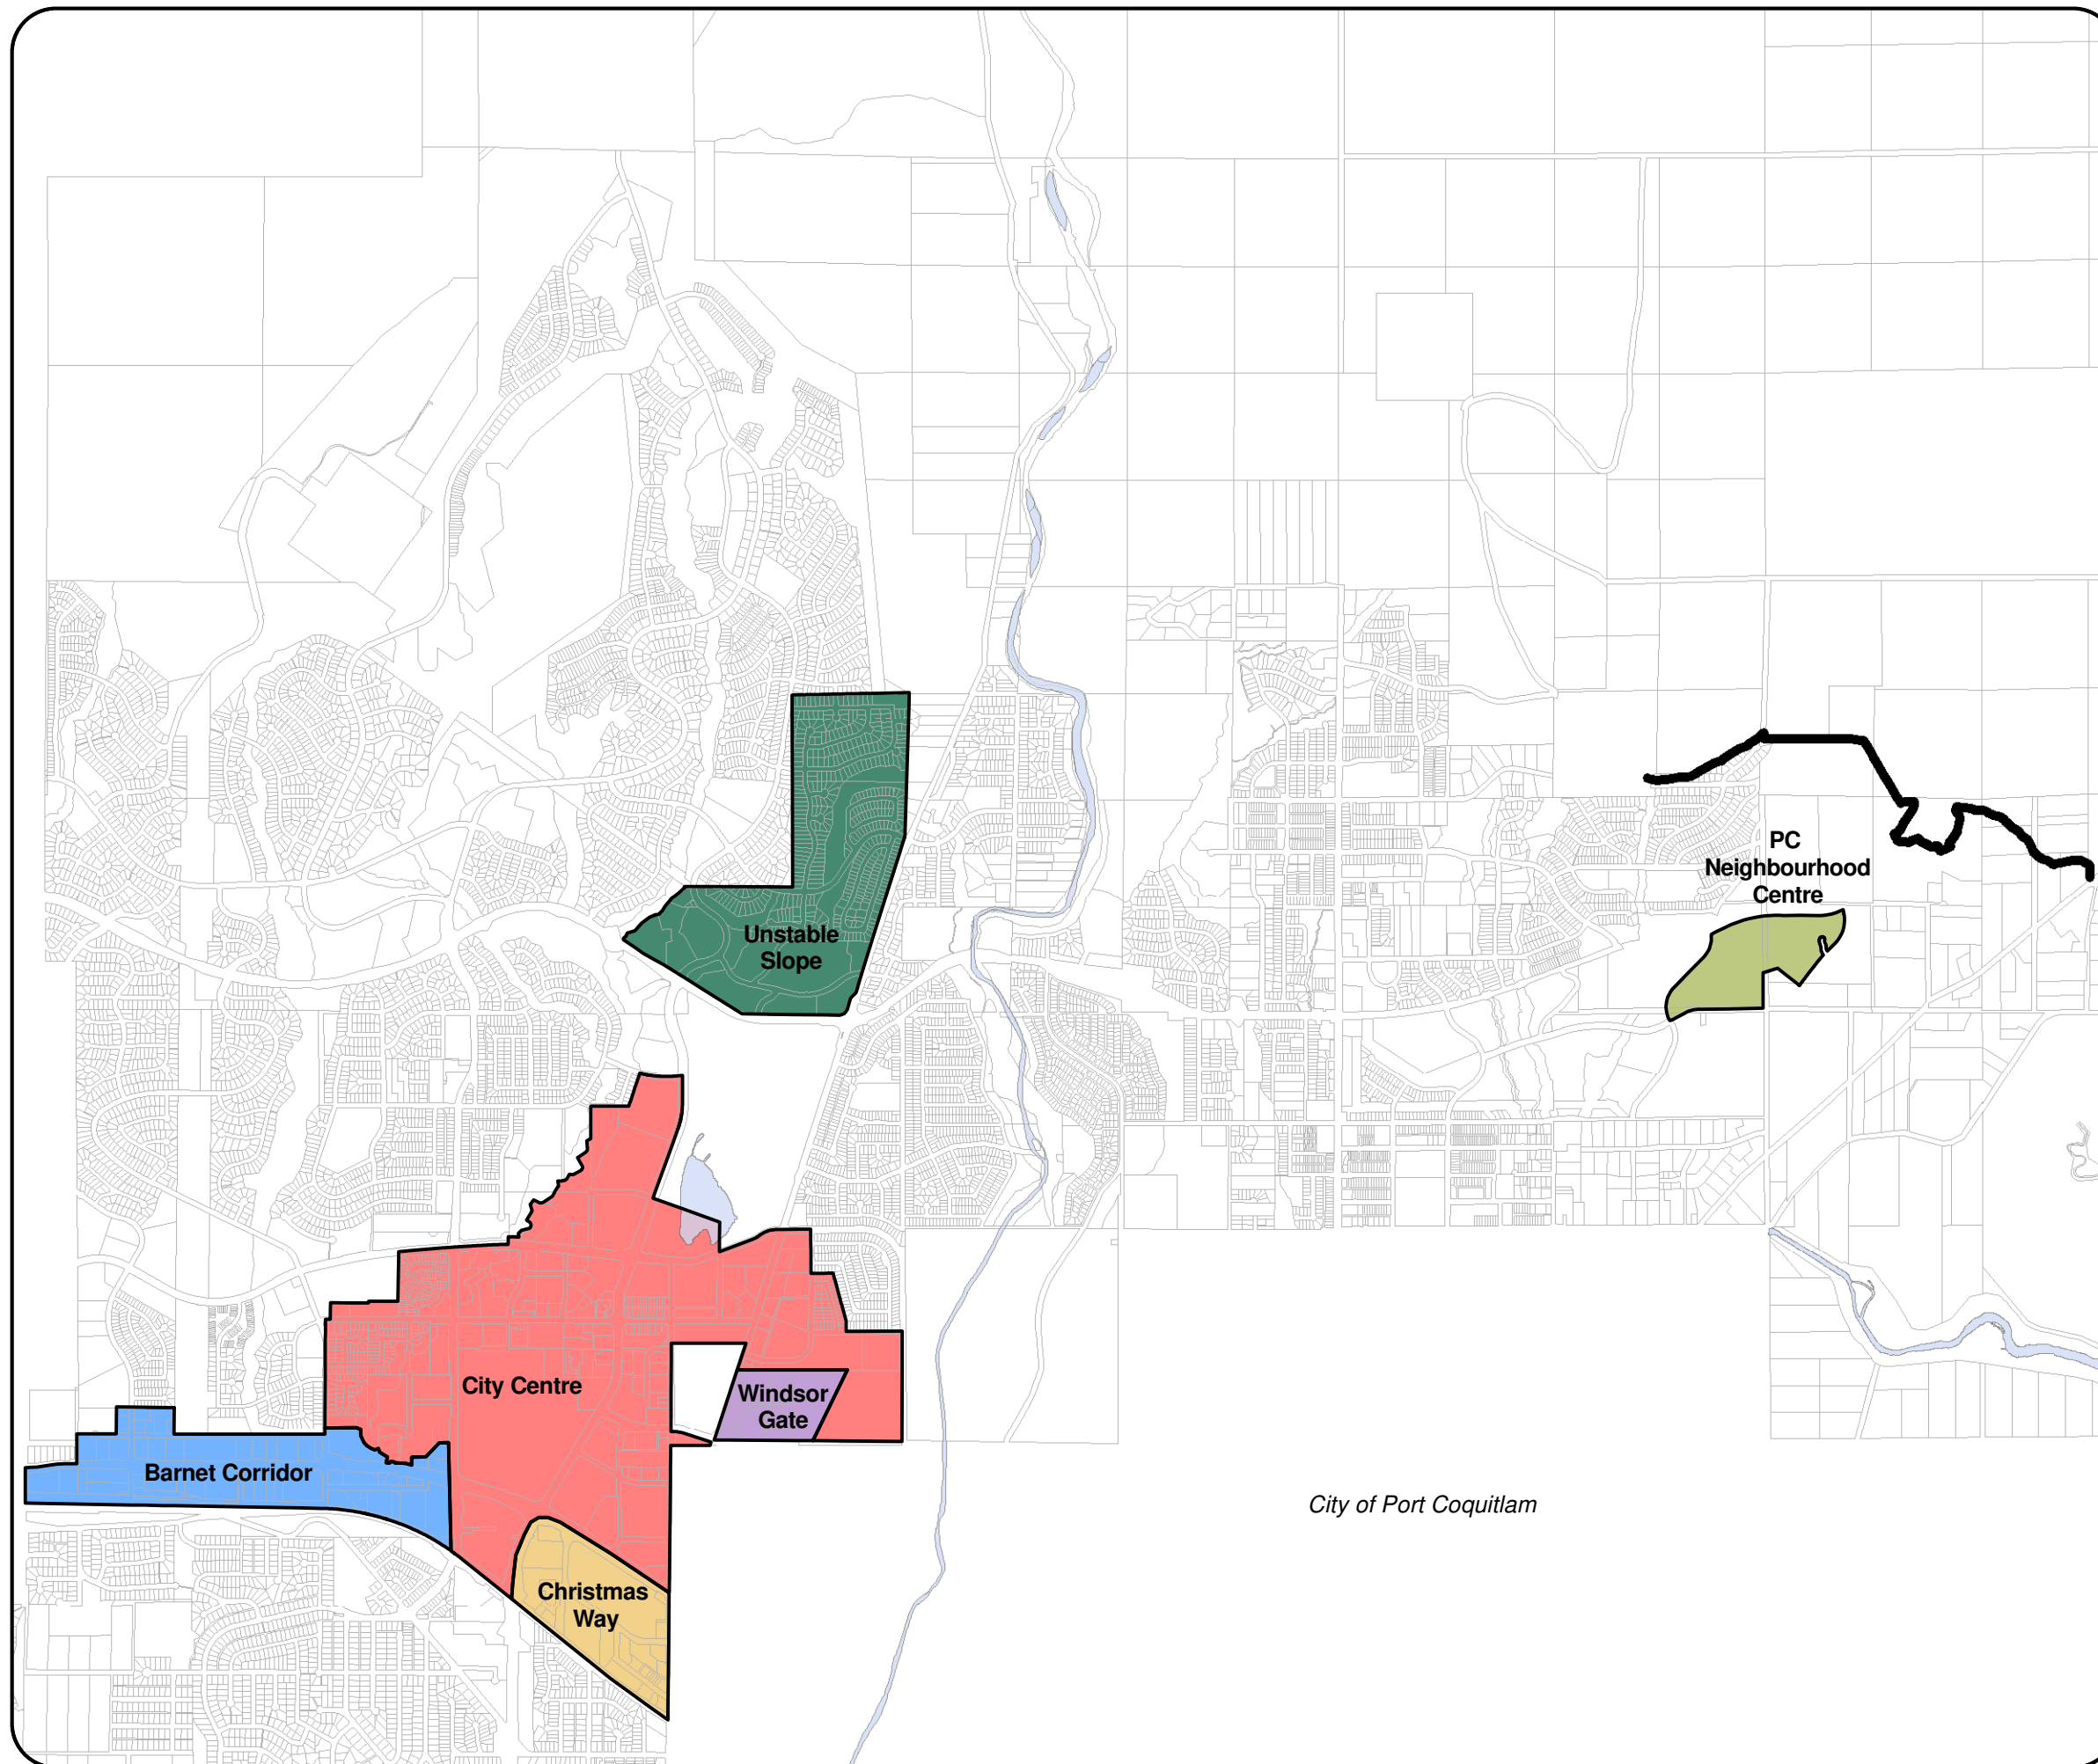 PC
Neighbourhood
Centre
Unstable
Slope
City Centre
Windsor
Gate
Barnet Corridor
City of Port Coquitlam
Christmas
Way